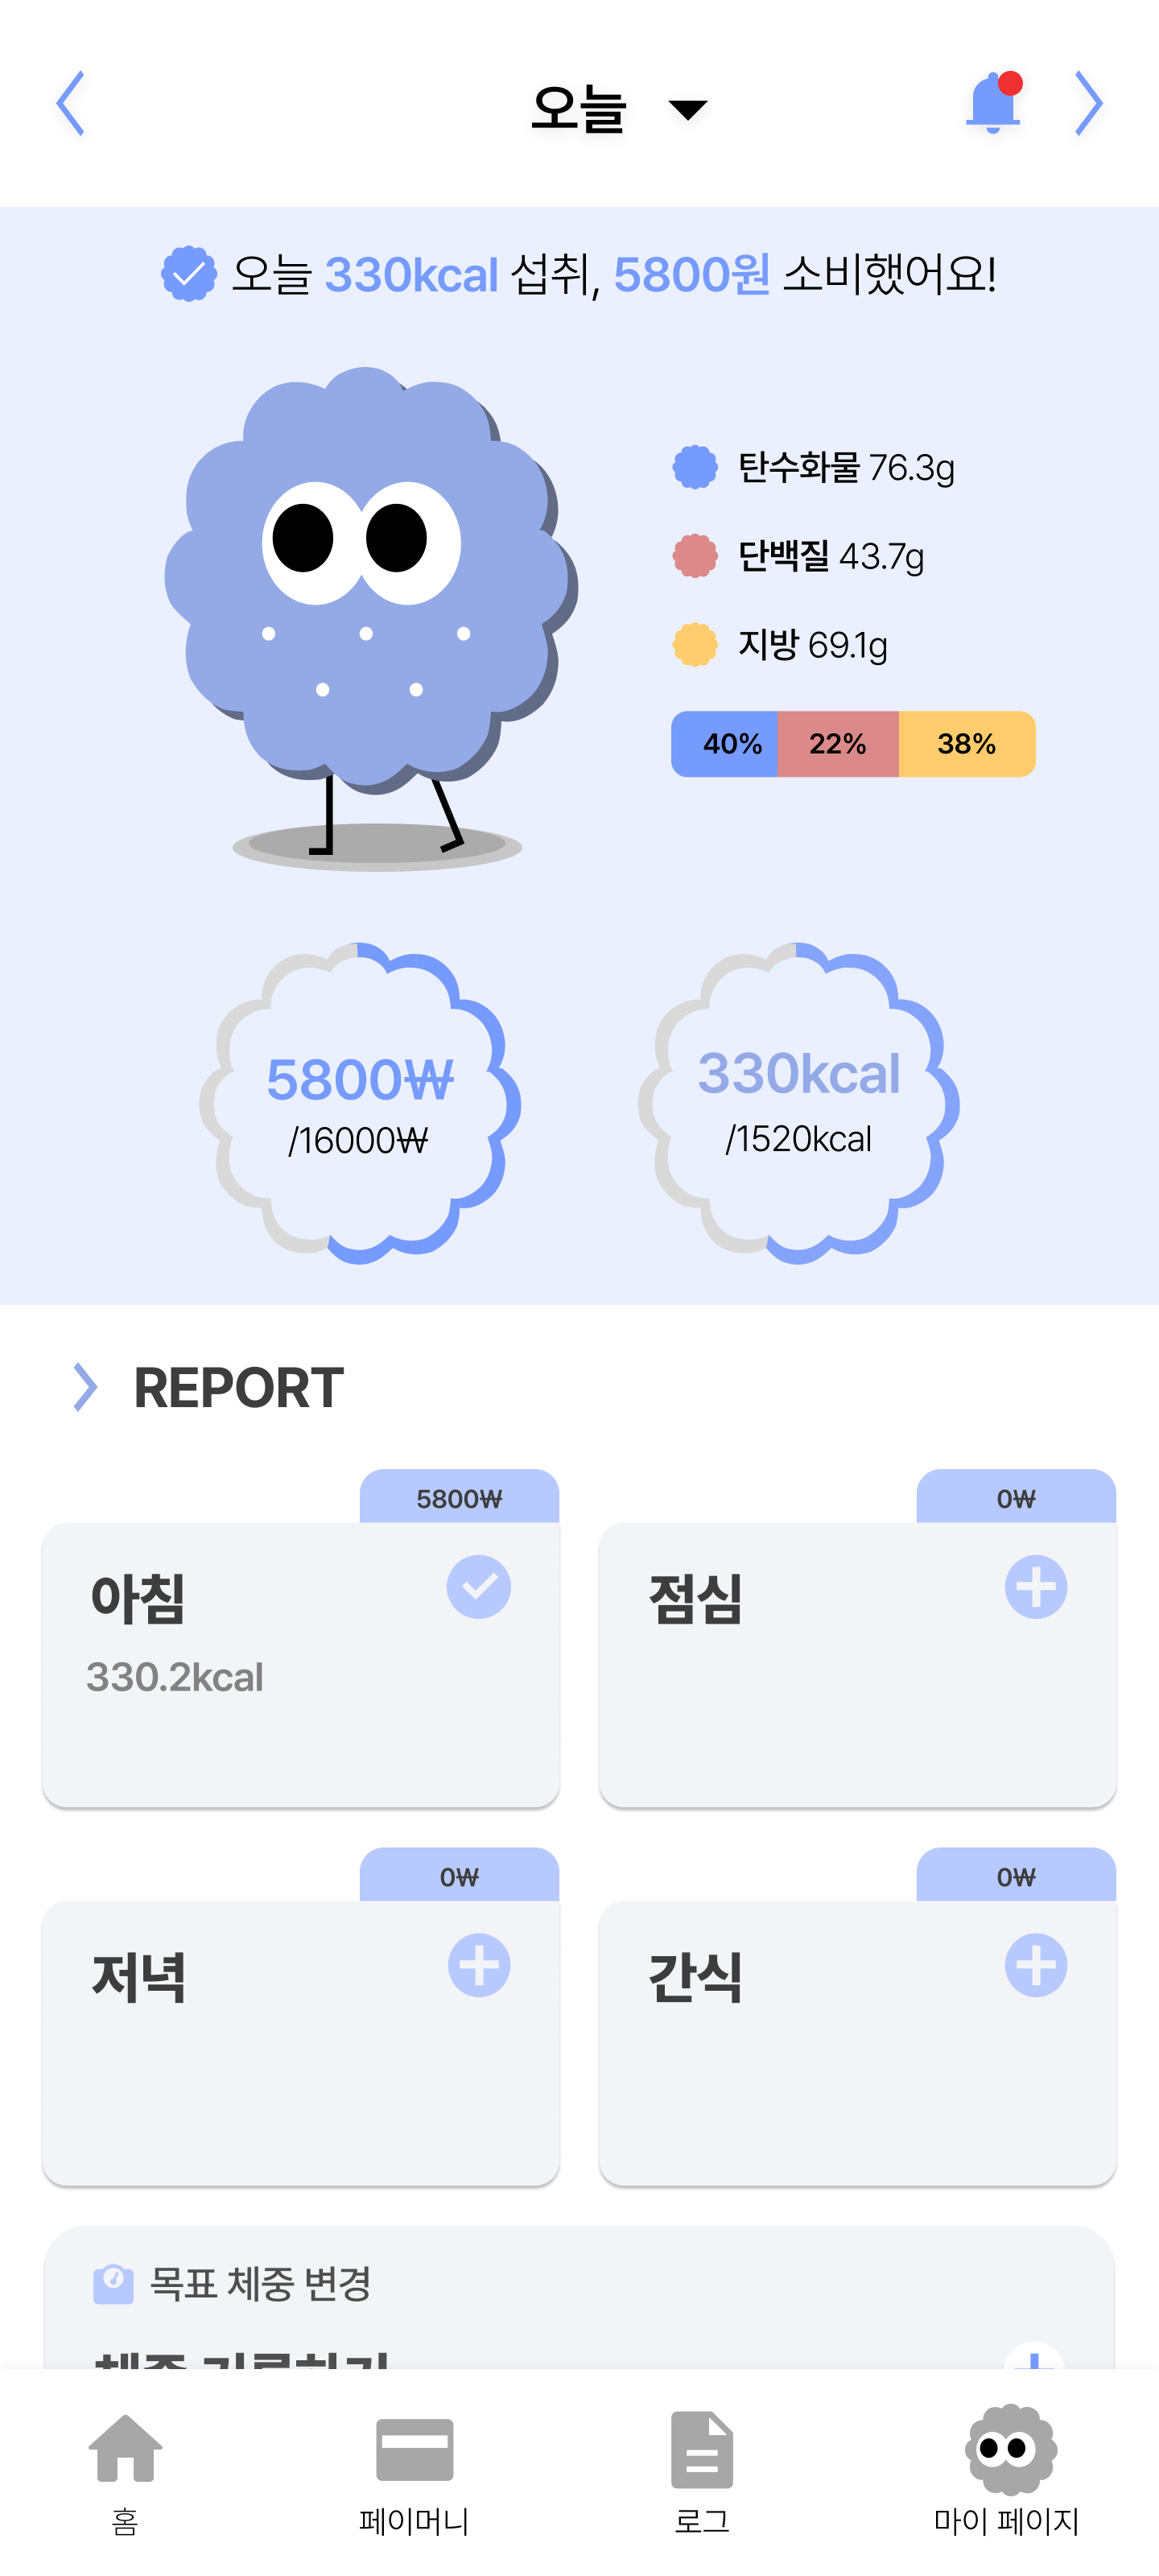 오늘
오늘 330kcal 섭취, 5800원 소비했어요!
탄수화물 76.3g
단백질 43.7g
지방 69.1g
40% 22% 38%
5800₩
/16000₩
330kcal
/1520kcal
REPORT
5800₩
아침
330.2kcal
0₩
점심
0₩
저녁
0₩
간식
목표 체중 변경
홈 페이머니 로그 마이 페이지